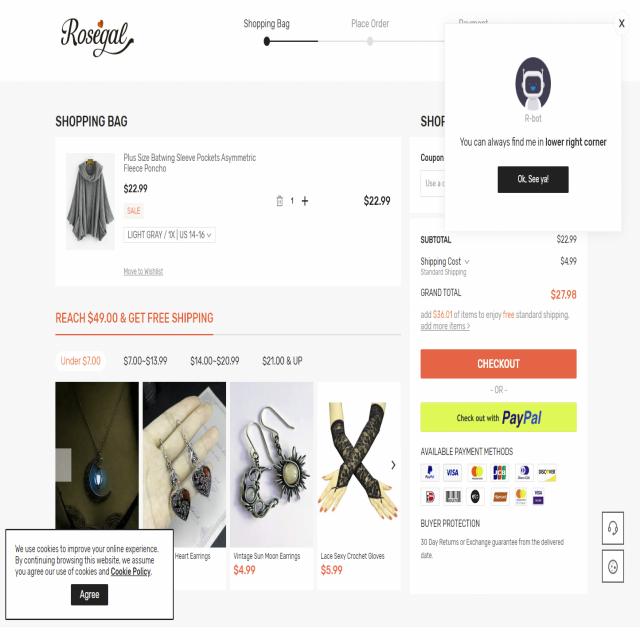 Rosegal
Shopping Bag
Place Order
Payment
X
R-bot
You can always find me in lower right corner
Ok, See ya!
SHOPPING BAG
Plus Size Batwing Sleeve Pockets Asymmetric
Fleece Poncho
$22.99
SALE
1 +
$22.99
LIGHT GRAY / 1X | US 14-16
Move to Wishlist
Coupon
SUBTOTAL
$22.99
Shipping Cost
$4.99
Standard Shipping
GRAND TOTAL
$27.98
add $36.01 of items to enjoy free standard shipping,
add more items >
CHECKOUT
- OR -
Check out with PayPal
AVAILABLE PAYMENT METHODS
PayPal
VISA
JCB
DISCOVER
VISA
BUYER PROTECTION
30 Day Returns or Exchange guarantee from the delivered
date.
REACH $49.00 & GET FREE SHIPPING
Under $7.00
$7.00-$13.99
$14.00-$20.99
$21.00 & UP
Heart Earrings
Vintage Sun Moon Earrings
$4.99
Lace Sexy Crochet Gloves
$5.99
We use cookies to improve your online experience.
By continuing browsing this website, we assume
you agree our use of cookies and Cookie Policy.
Agree